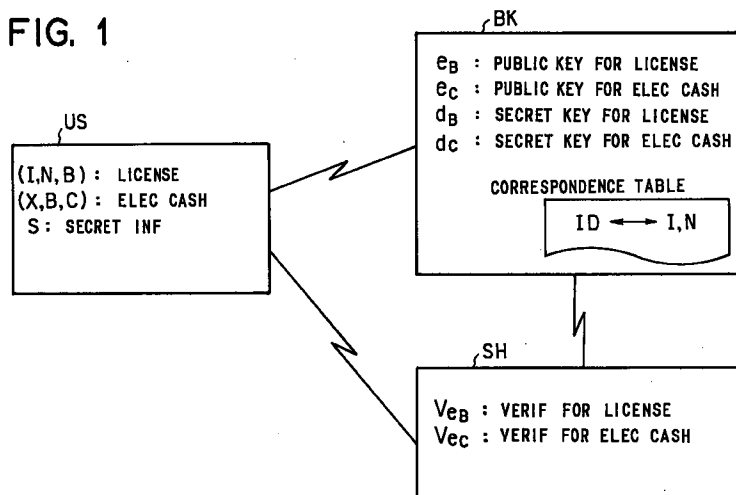 FIG. 1
US
(I,N,B): LICENSE
(X,B,C): ELEC CASH
S: SECRET INF
BK
eB : PUBLIC KEY FOR LICENSE
eC : PUBLIC KEY FOR ELEC CASH
dB : SECRET KEY FOR LICENSE
dC : SECRET KEY FOR ELEC CASH
CORRESPONDENCE TABLE
ID ⟷ I,N
SH
VeB : VERIF FOR LICENSE
VeC : VERIF FOR ELEC CASH